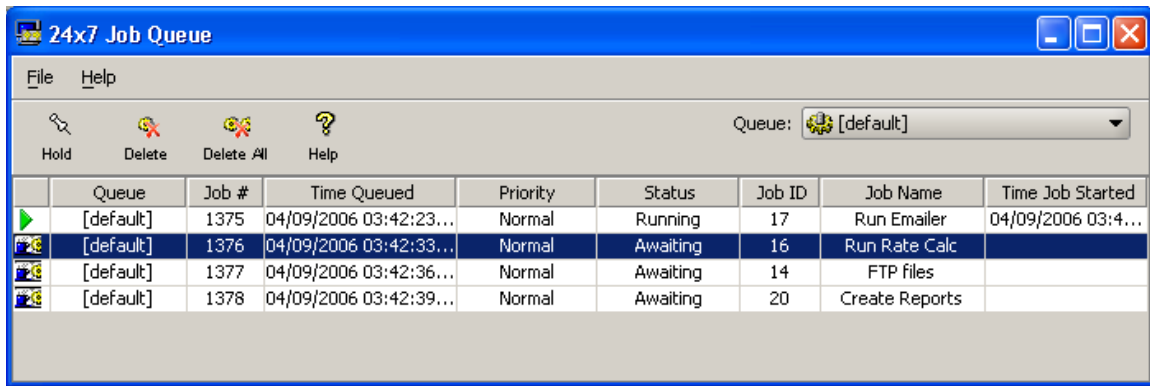 24x7 Job Queue
File Help
Queue: [default]
Hold Delete Delete All Help
Queue Job # Time Queued Priority Status Job ID Job Name Time Job Started
[default] 1375 04/09/2006 03:42:23... Normal Running 17 Run Emailer 04/09/2006 03:4...
[default] 1376 04/09/2006 03:42:33... Normal Awaiting 16 Run Rate Calc
[default] 1377 04/09/2006 03:42:36... Normal Awaiting 14 FTP files
[default] 1378 04/09/2006 03:42:39... Normal Awaiting 20 Create Reports